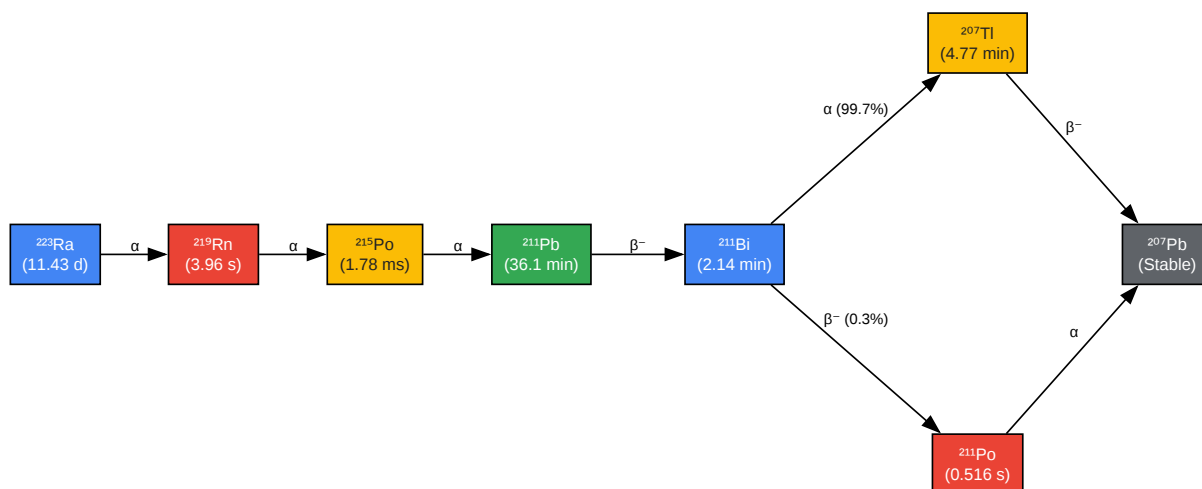 ²⁰⁷Tl
(4.77 min)
α (99.7%)
β⁻
²²³Ra
(11.43 d)
α
²¹⁹Rn
(3.96 s)
α
²¹⁵Po
(1.78 ms)
α
²¹¹Pb
(36.1 min)
β⁻
²¹¹Bi
(2.14 min)
²⁰⁷Pb
(Stable)
β⁻ (0.3%)
α
²¹¹Po
(0.516 s)